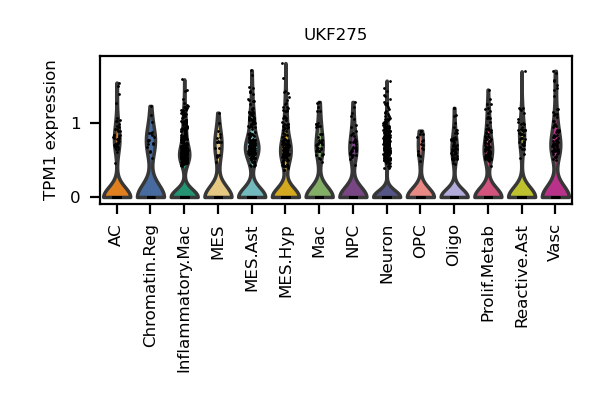 UKF275
TPM1 expression
1
0
AC
Chromatin.Reg
Inflammatory.Mac
MES
MES.Ast
MES.Hyp
Mac
NPC
Neuron
OPC
Oligo
Prolif.Metab
Reactive.Ast
Vasc